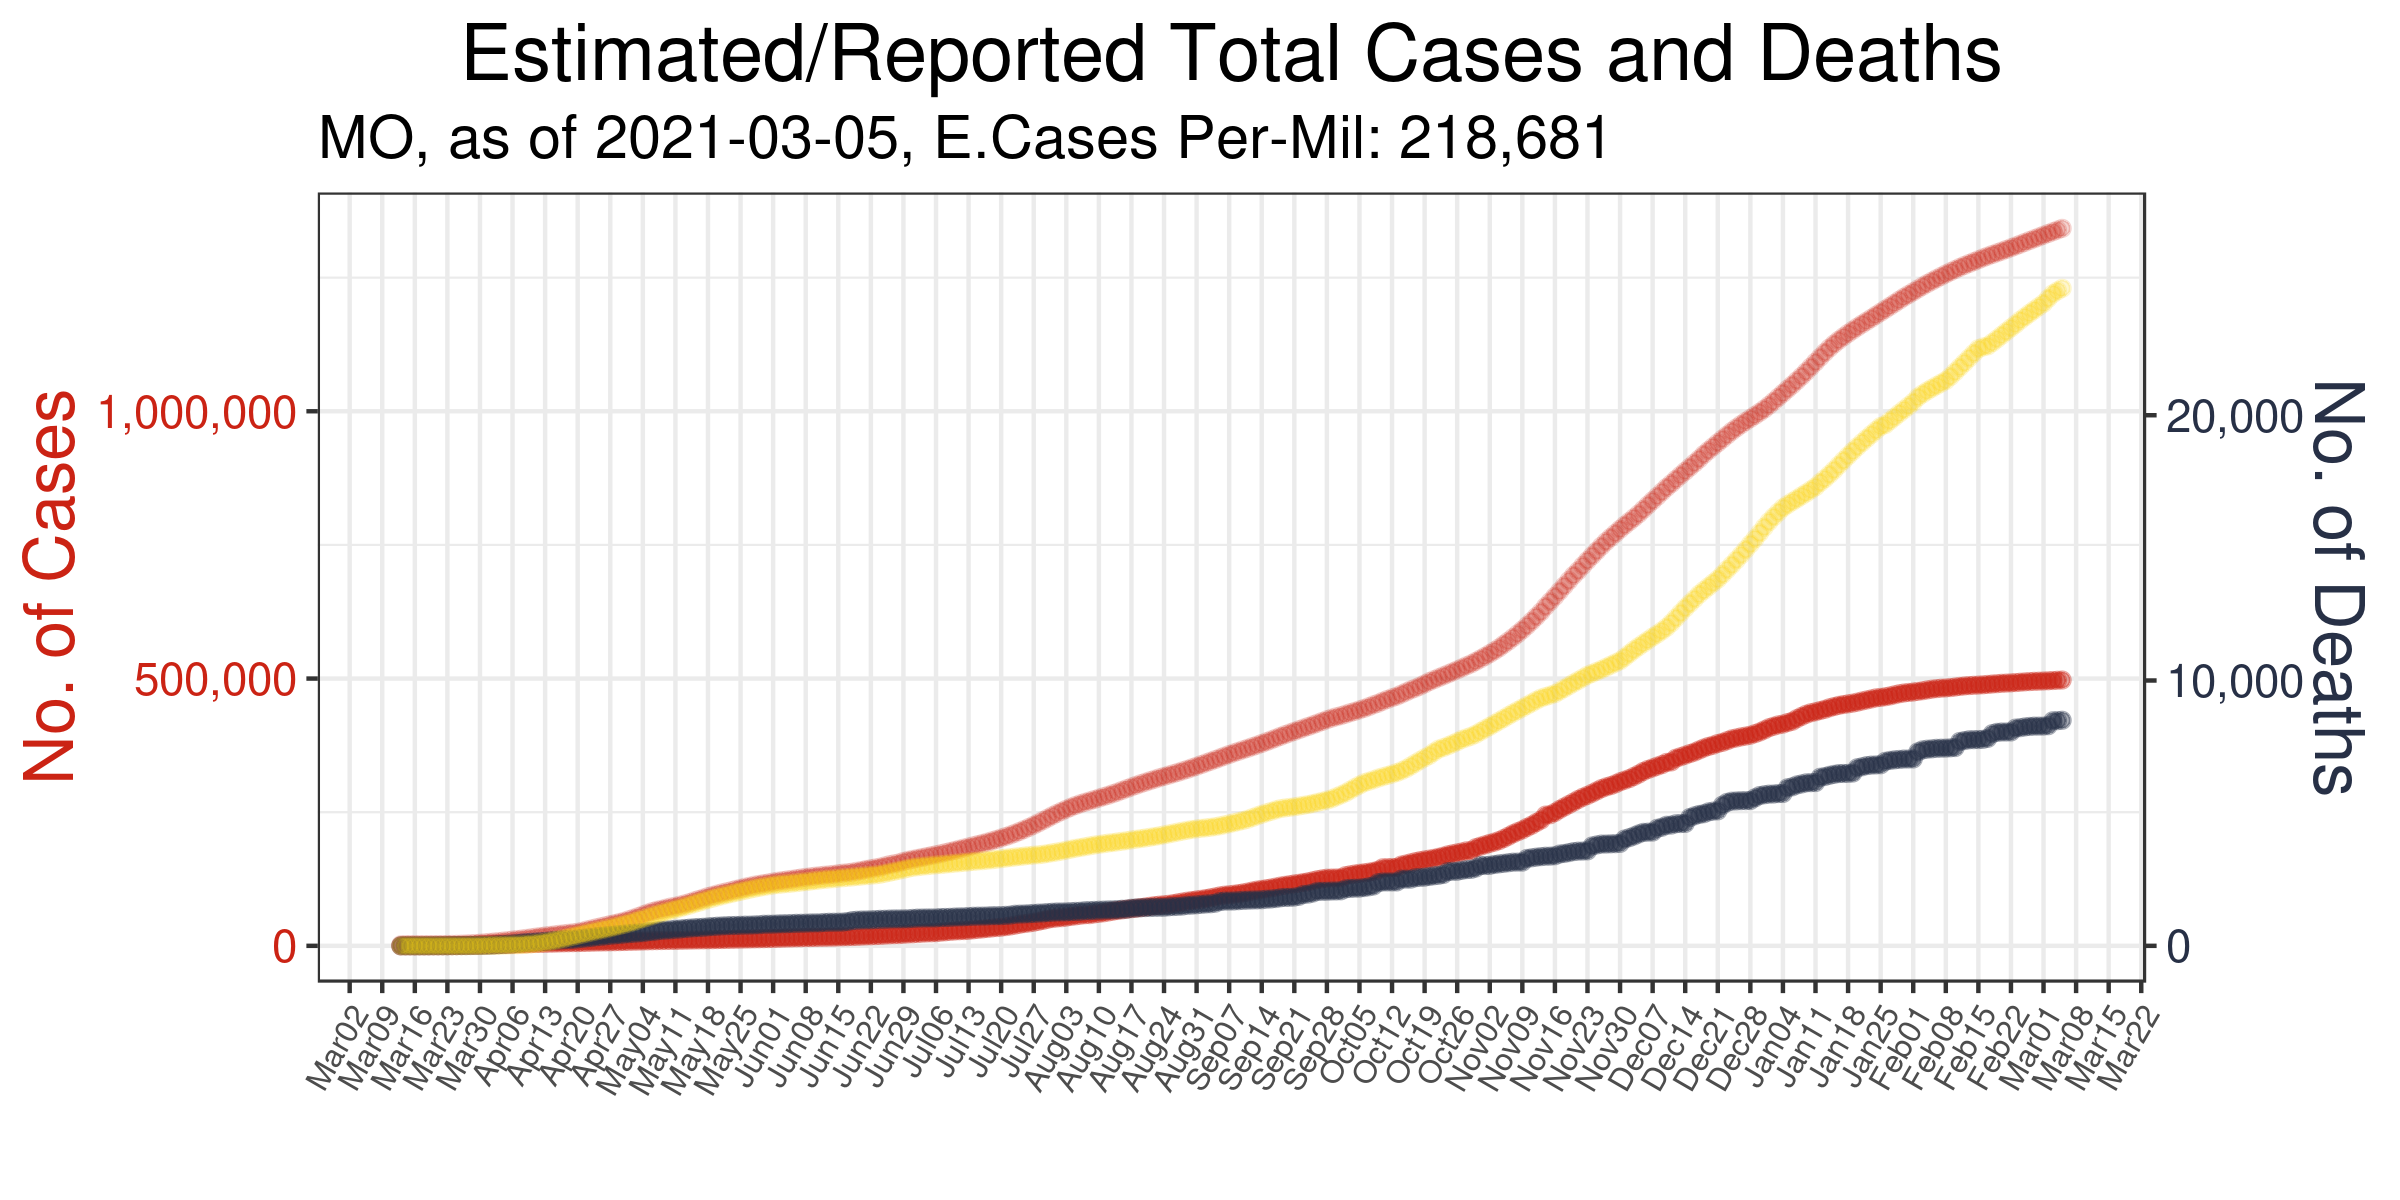 Estimated/Reported Total Cases and Deaths
MO, as of 2021-03-05, E.Cases Per-Mil: 218,681
No. of Cases
1,000,000
500,000
0
20,000
10,000
0
No. of Deaths
Mar02
Mar09
Mar16
Mar23
Mar30
Apr06
Apr13
Apr20
Apr27
May04
May11
May18
May25
Jun01
Jun08
Jun15
Jun22
Jun29
Jul06
Jul13
Jul20
Jul27
Aug03
Aug10
Aug17
Aug24
Aug31
Sep07
Sep14
Sep21
Sep28
Oct05
Oct12
Oct19
Oct26
Nov02
Nov09
Nov16
Nov23
Nov30
Dec07
Dec14
Dec21
Dec28
Jan04
Jan11
Jan18
Jan25
Feb01
Feb08
Feb15
Feb22
Mar01
Mar08
Mar15
Mar22